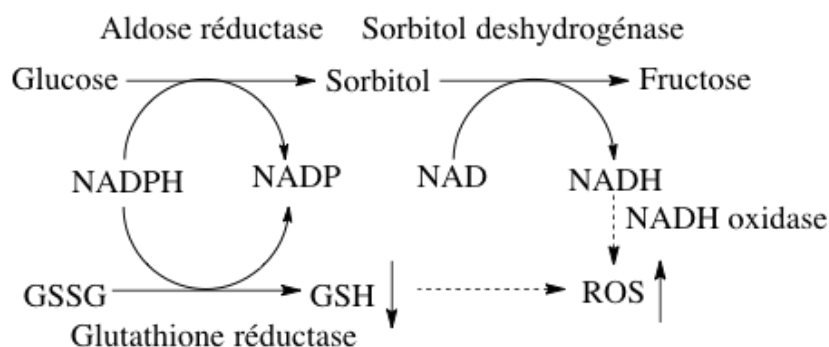 Aldose réductase Sorbitol deshydrogénase
Glucose Sorbitol Fructose
NADPH NADP NAD NADH
NADH oxidase
GSSG GSH ROS
Glutathione réductase